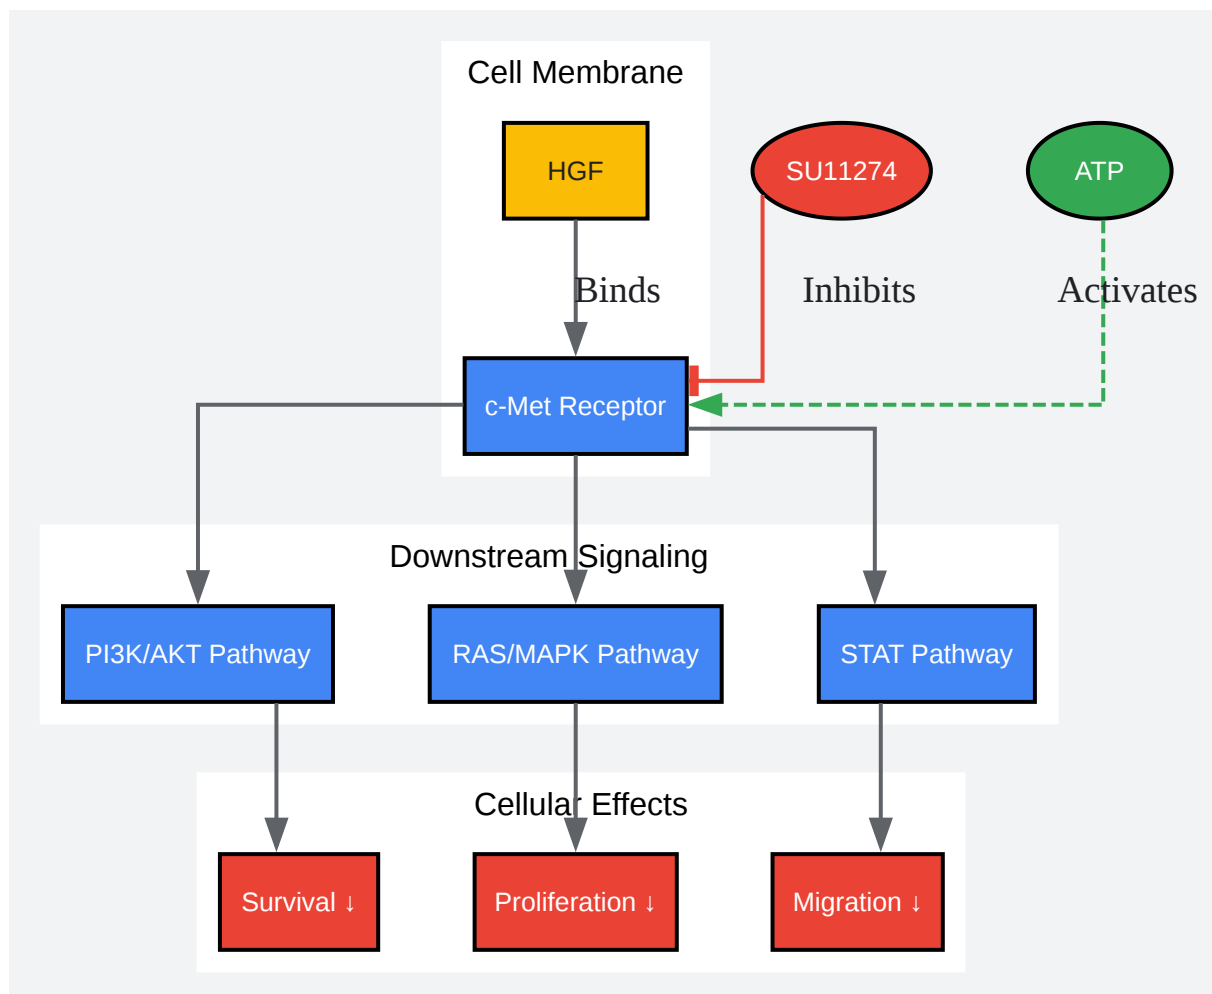 Cell Membrane
HGF
SU11274
ATP
Binds
Inhibits
Activates
c-Met Receptor
Downstream Signaling
PI3K/AKT Pathway
RAS/MAPK Pathway
STAT Pathway
Cellular Effects
Survival ↓
Proliferation ↓
Migration ↓